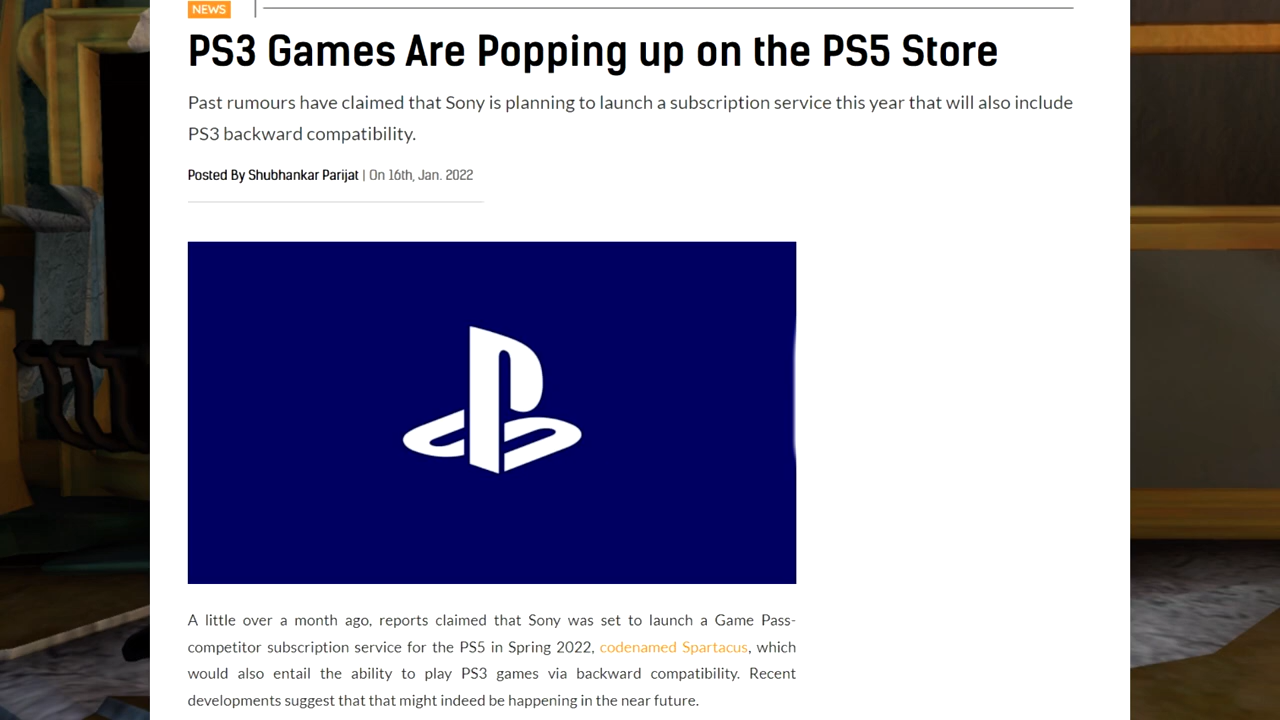 NEWS
PS3 Games Are Popping up on the PS5 Store
Past rumours have claimed that Sony is planning to launch a subscription service this year that will also include
PS3 backward compatibility.
Posted By Shubhankar Parijat | On 16th, Jan. 2022
A little over a month ago, reports claimed that Sony was set to launch a Game Pass-
competitor subscription service for the PS5 in Spring 2022, codenamed Spartacus, which
would also entail the ability to play PS3 games via backward compatibility. Recent
developments suggest that that might indeed be happening in the near future.